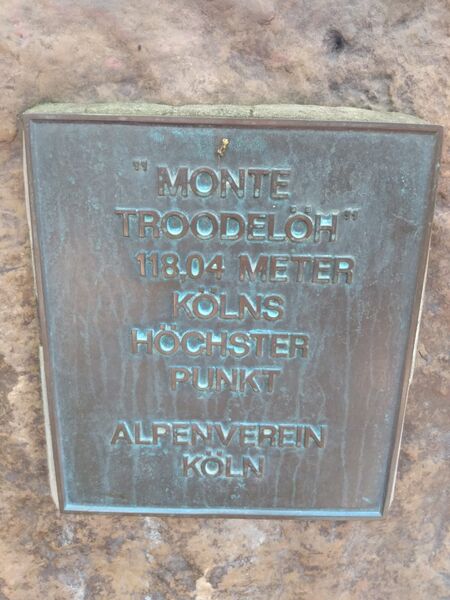 "MONTE
TROODELÖH"
118.04 METER
KÖLNS
HÖCHSTER
PUNKT
ALPENVEREIN
KÖLN